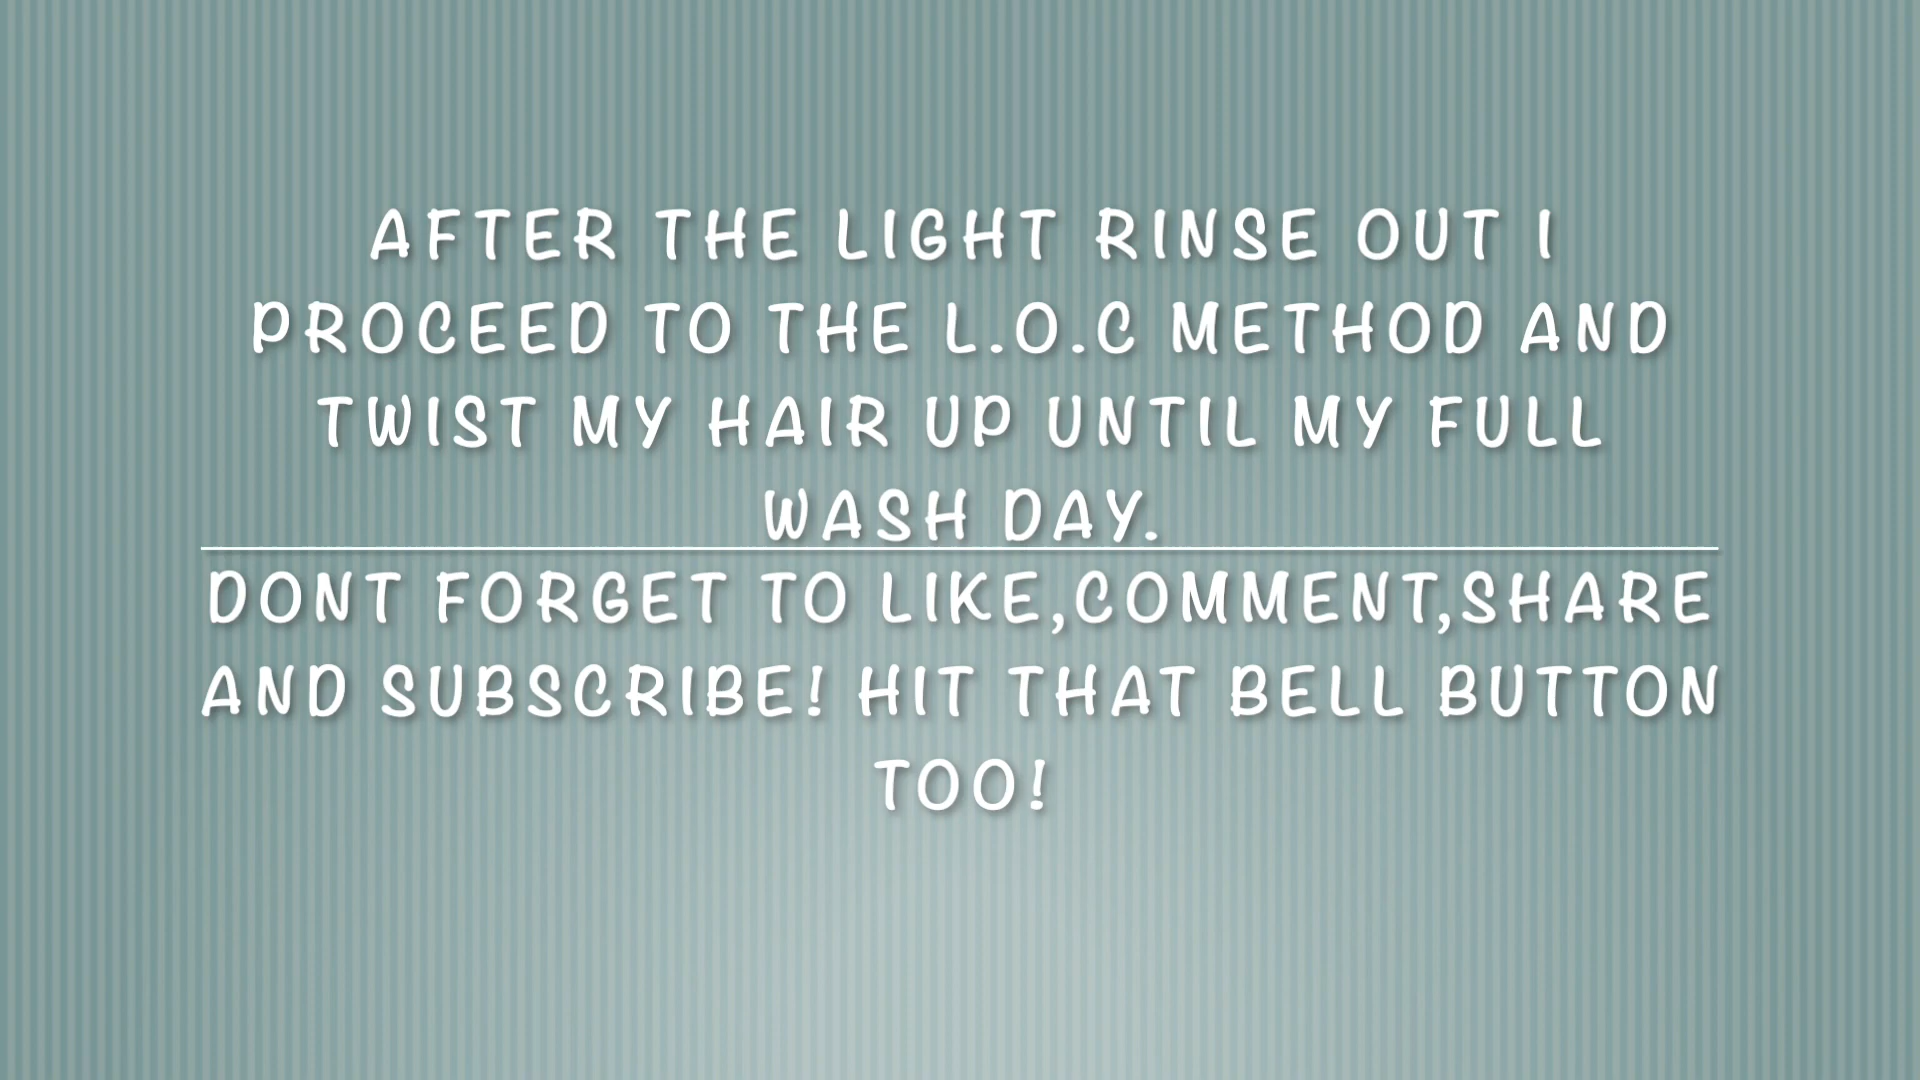 AFTER THE LIGHT RINSE OUT I
PROCEED TO THE L.O.C METHOD AND
TWIST MY HAIR UP UNTIL MY FULL
WASH DAY.
DONT FORGET TO LIKE,COMMENT,SHARE
AND SUBSCRIBE! HIT THAT BELL BUTTON
TOO!